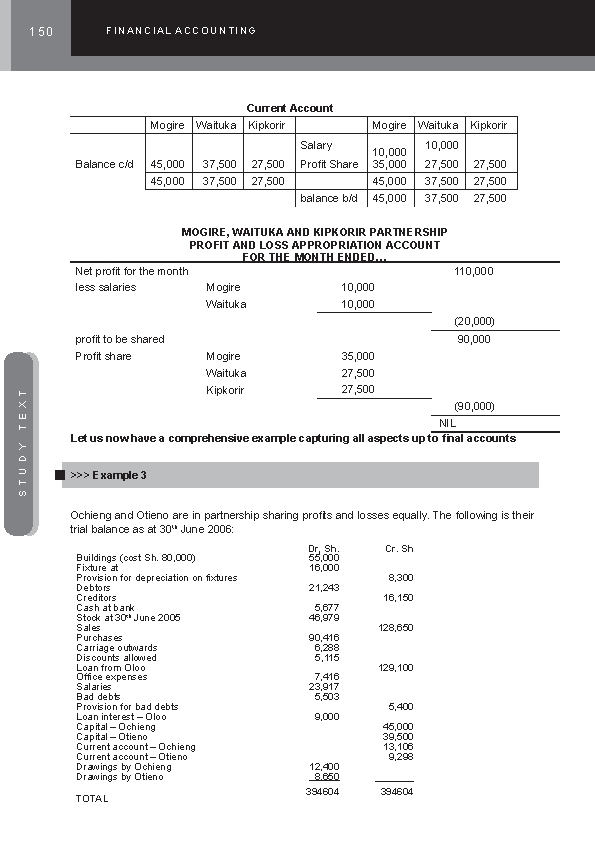 150 FINANCIAL ACCOUNTING
Current Account
Mogire Waituka Kipkorir Mogire Waituka Kipkorir
Salary 10,000 10,000
Balance c/d 45,000 37,500 27,500 Profit Share 35,000 27,500 27,500
45,000 37,500 27,500 45,000 37,500 27,500
balance b/d 45,000 37,500 27,500
MOGIRE, WAITUKA AND KIPKORIR PARTNERSHIP
PROFIT AND LOSS APPROPRIATION ACCOUNT
FOR THE MONTH ENDED…
Net profit for the month 110,000
less salaries Mogire 10,000
Waituka 10,000
(20,000)
profit to be shared 90,000
Profit share Mogire 35,000
Waituka 27,500
Kipkorir 27,500
(90,000)
NIL
Let us now have a comprehensive example capturing all aspects up to final accounts
>>> Example 3
Ochieng and Otieno are in partnership sharing profits and losses equally. The following is their
trial balance as at 30th June 2006:
Dr, Sh. Cr. Sh
Buildings (cost Sh. 80,000) 55,000
Fixture at 16,000
Provision for depreciation on fixtures 8,300
Debtors 21,243
Creditors 16,150
Cash at bank 5,677
Stock at 30th June 2005 46,979
Sales 128,650
Purchases 90,416
Carriage outwards 6,288
Discounts allowed 5,115
Loan from Oloo 129,100
Office expenses 7,416
Salaries 23,917
Bad debts 5,503
Provision for bad debts 5,400
Loan interest – Oloo 9,000
Capital – Ochieng 45,000
Capital – Otieno 39,500
Current account – Ochieng 13,106
Current account – Otieno 9,298
Drawings by Ochieng 12,400
Drawings by Otieno 8,650
TOTAL 394604 394604
STUDY TEXT